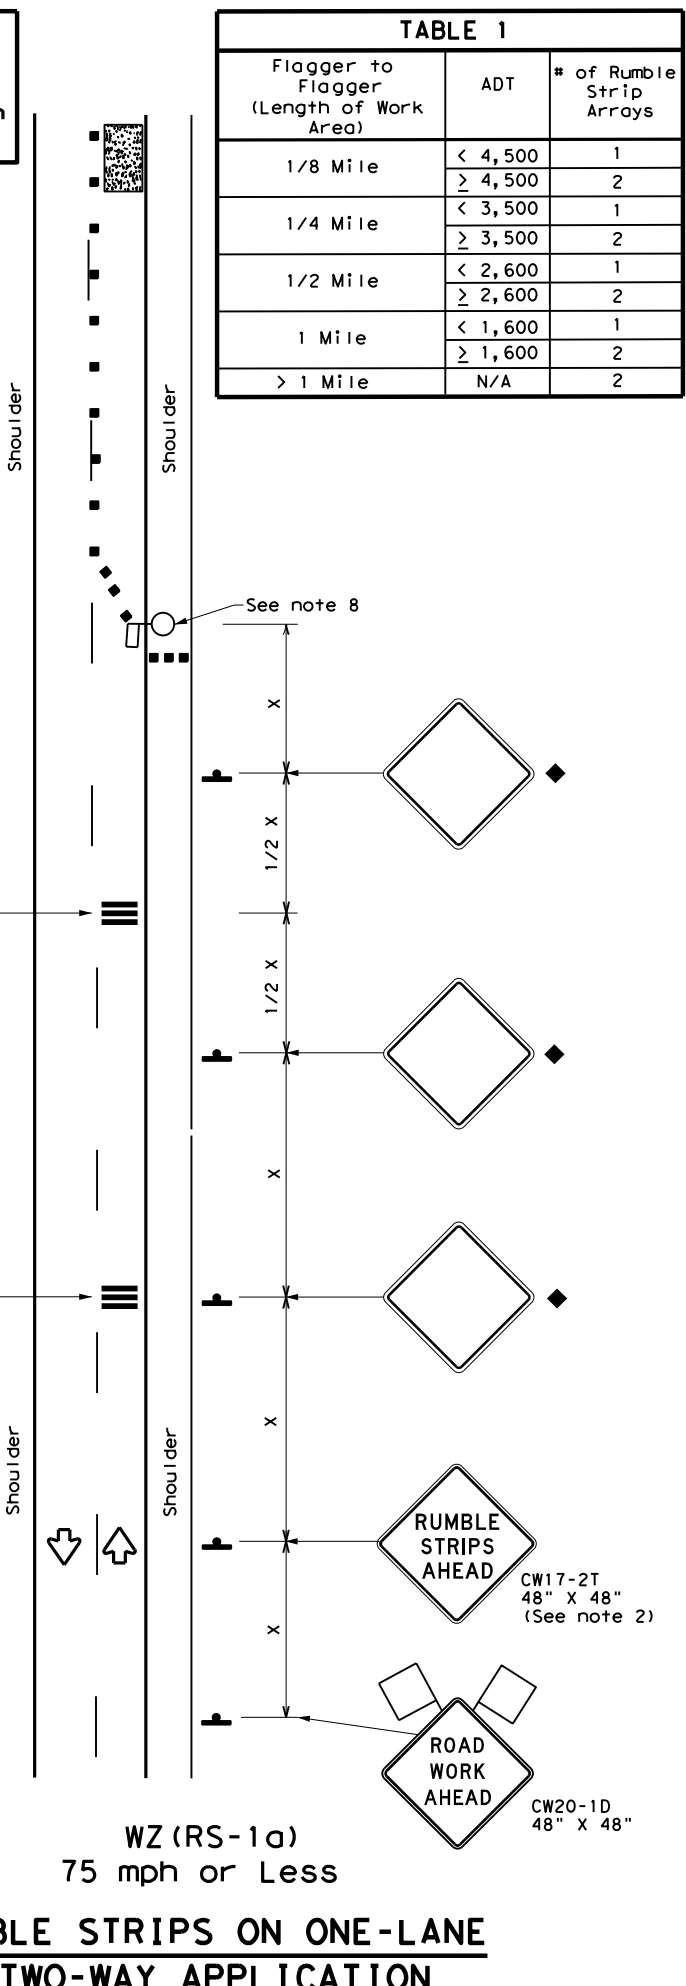 TABLE 1
Flagger to
Flagger
(Length of Work
Area)
ADT
# of Rumble
Strip
Arrays
1/8 Mile
< 4,500
1
≥ 4,500
2
1/4 Mile
< 3,500
1
≥ 3,500
2
1/2 Mile
< 2,600
1
≥ 2,600
2
1 Mile
< 1,600
1
≥ 1,600
2
> 1 Mile
N/A
2
Shoulder
Shoulder
See note 8
X
1/2 X
1/2 X
X
X
Shoulder
Shoulder
RUMBLE
STRIPS
AHEAD
CW17-2T
48" X 48"
(See note 2)
X
ROAD
WORK
AHEAD
CW20-1D
48" X 48"
WZ(RS-1a)
75 mph or Less
BLE STRIPS ON ONE-LANE
TWO-WAY APPLICATION